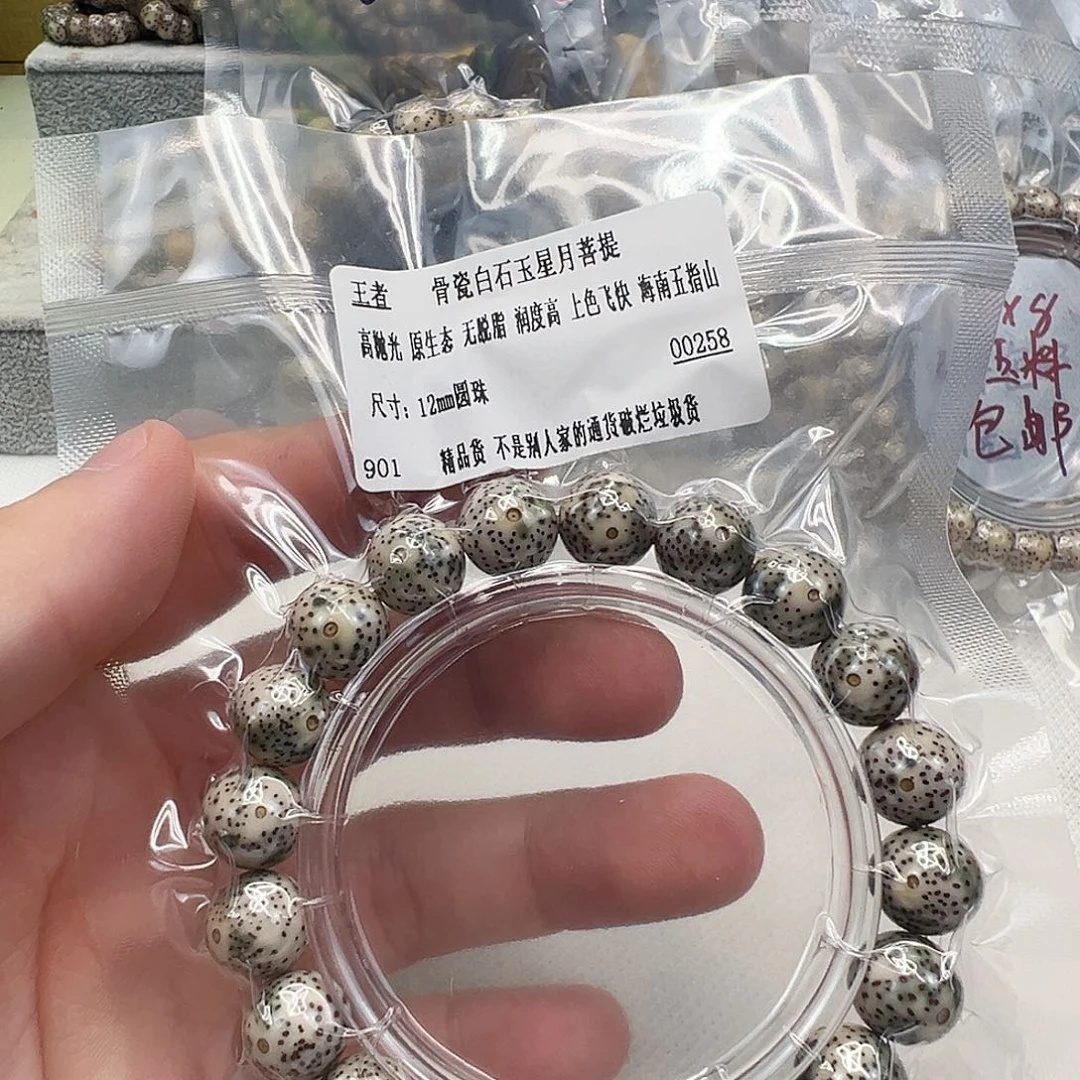 王者 骨瓷白石玉星月菩提
高抛光 原生态 无脱脂 润度高 上色飞快 海南五指山
00258
尺寸：12mm圆珠
901 精品货 不是别人家的通货破烂垃圾货
x8
包邮